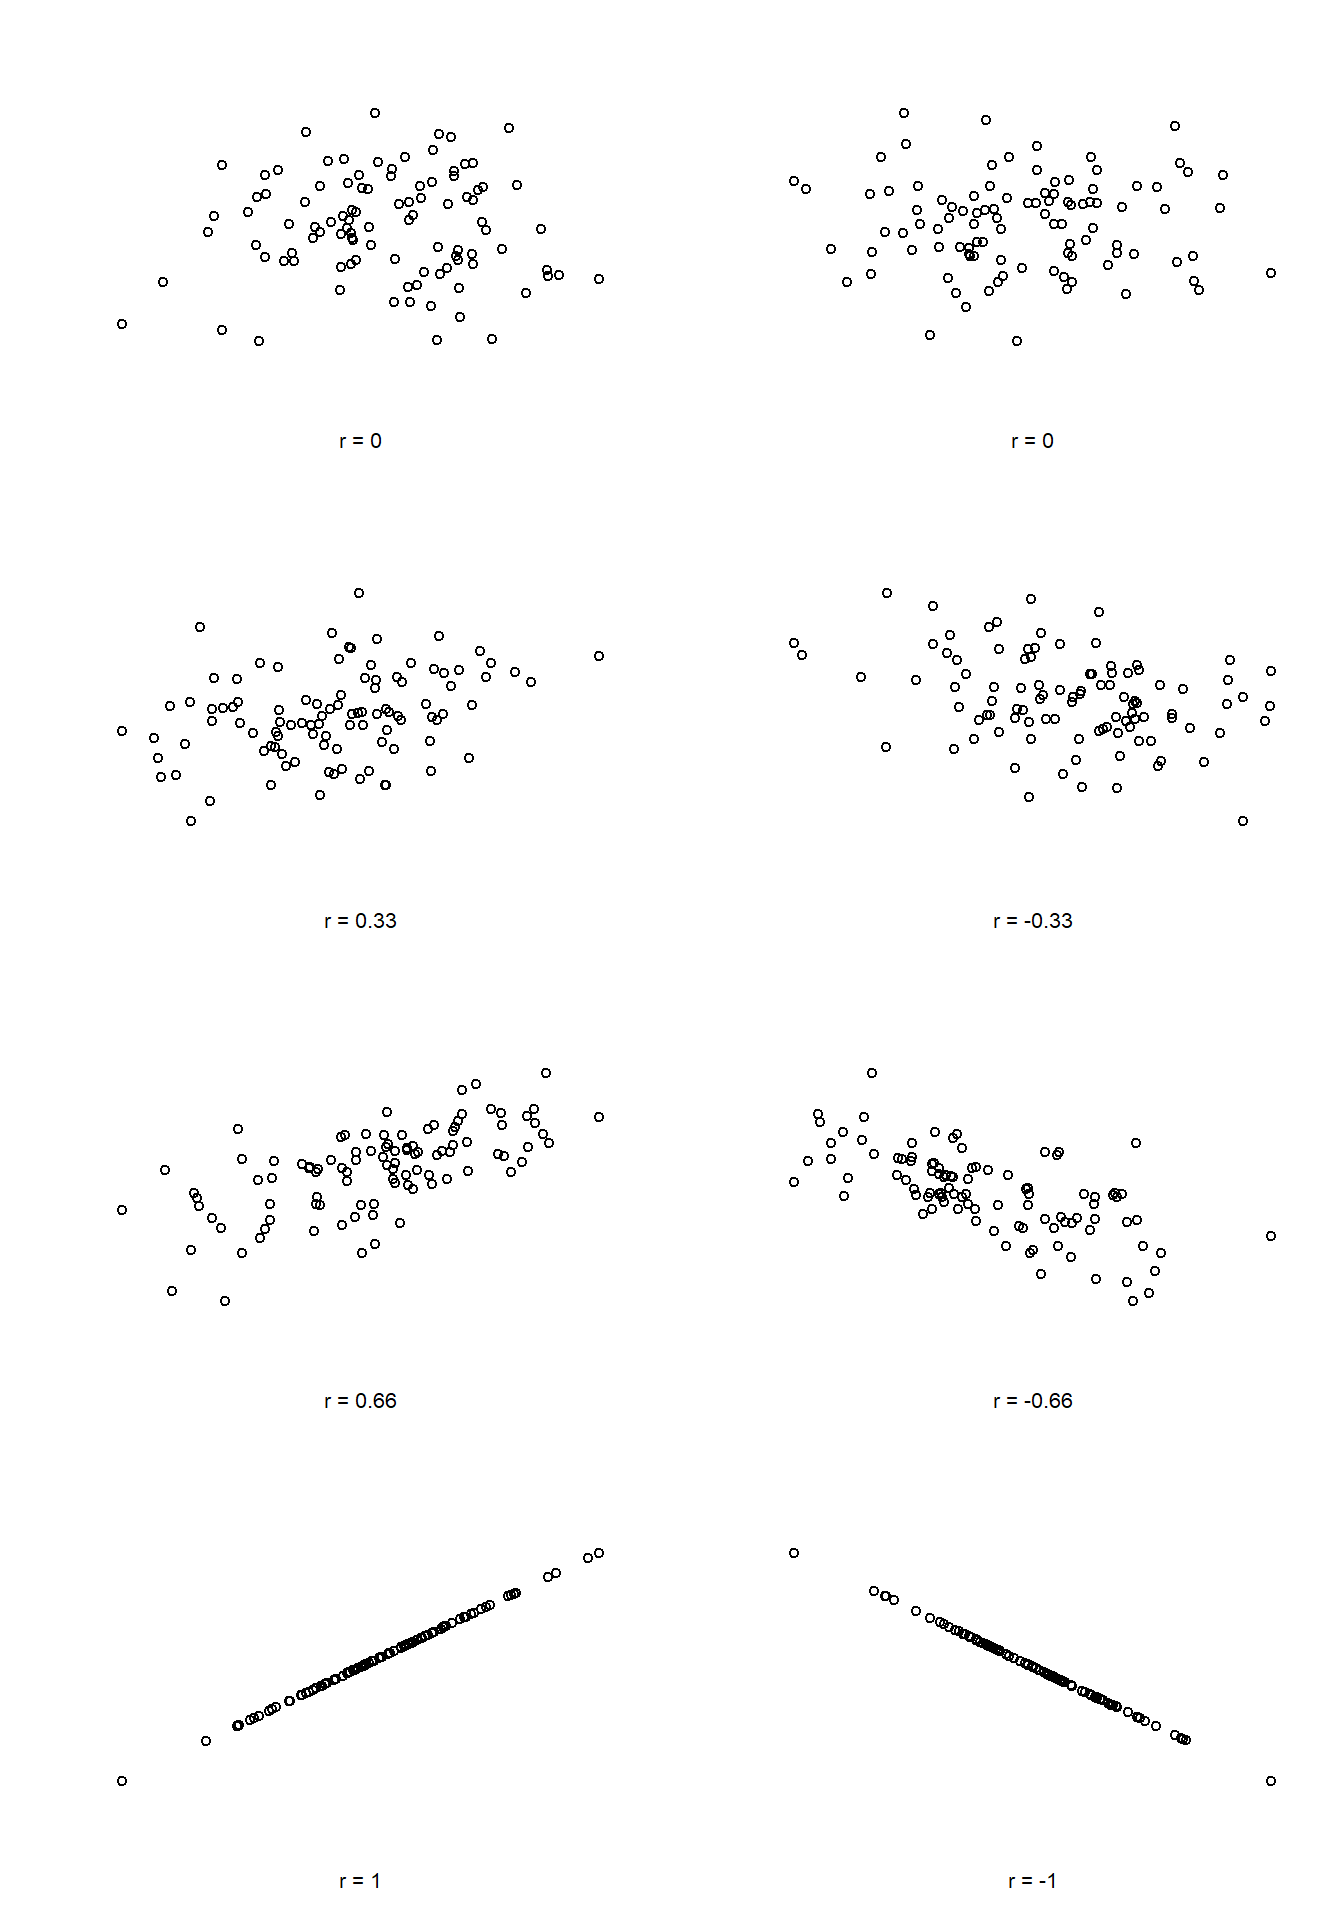 r = 0
r = 0
r = 0.33
r = -0.33
r = 0.66
r = -0.66
r = 1
r = -1